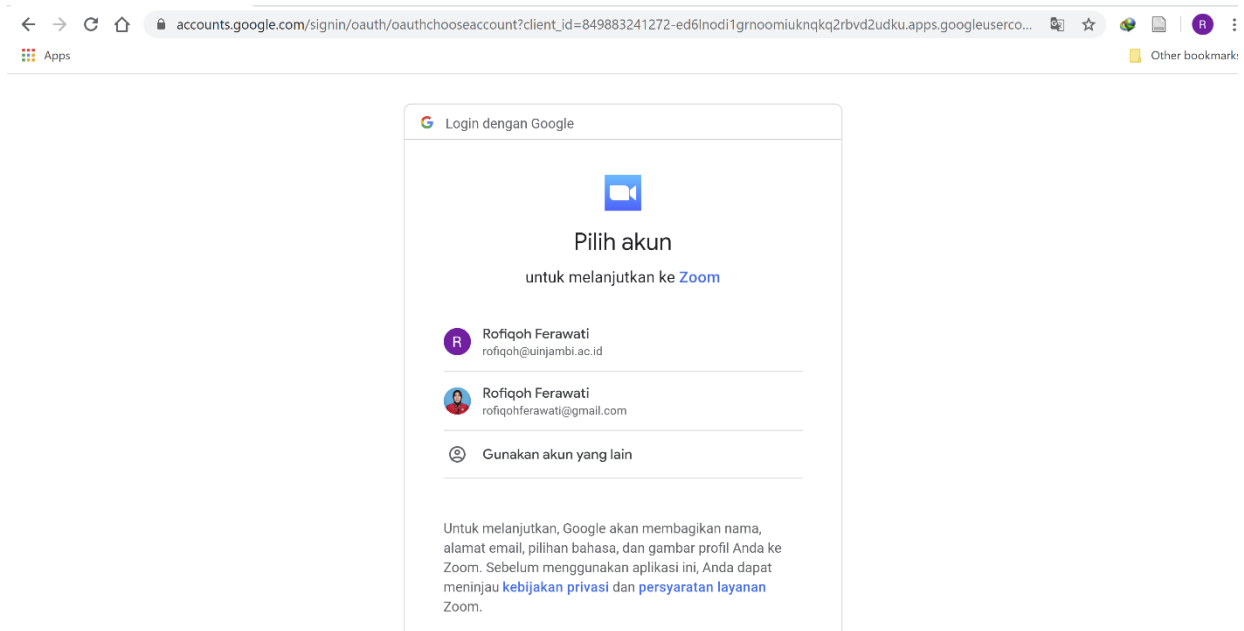 accounts.google.com/signin/oauth/oauthchooseaccount?client_id=849883241272-ed6lnodi1grnoomiuknqkq2rbvd2udku.apps.googleuserco...
R
Apps
Other bookmarks
G Login dengan Google
Pilih akun
untuk melanjutkan ke Zoom
R
Rofiqoh Ferawati
rofiqoh@uinjambi.ac.id
Rofiqoh Ferawati
rofiqohferawati@gmail.com
Gunakan akun yang lain
Untuk melanjutkan, Google akan membagikan nama,
alamat email, pilihan bahasa, dan gambar profil Anda ke
Zoom. Sebelum menggunakan aplikasi ini, Anda dapat
meninjau kebijakan privasi dan persyaratan layanan
Zoom.